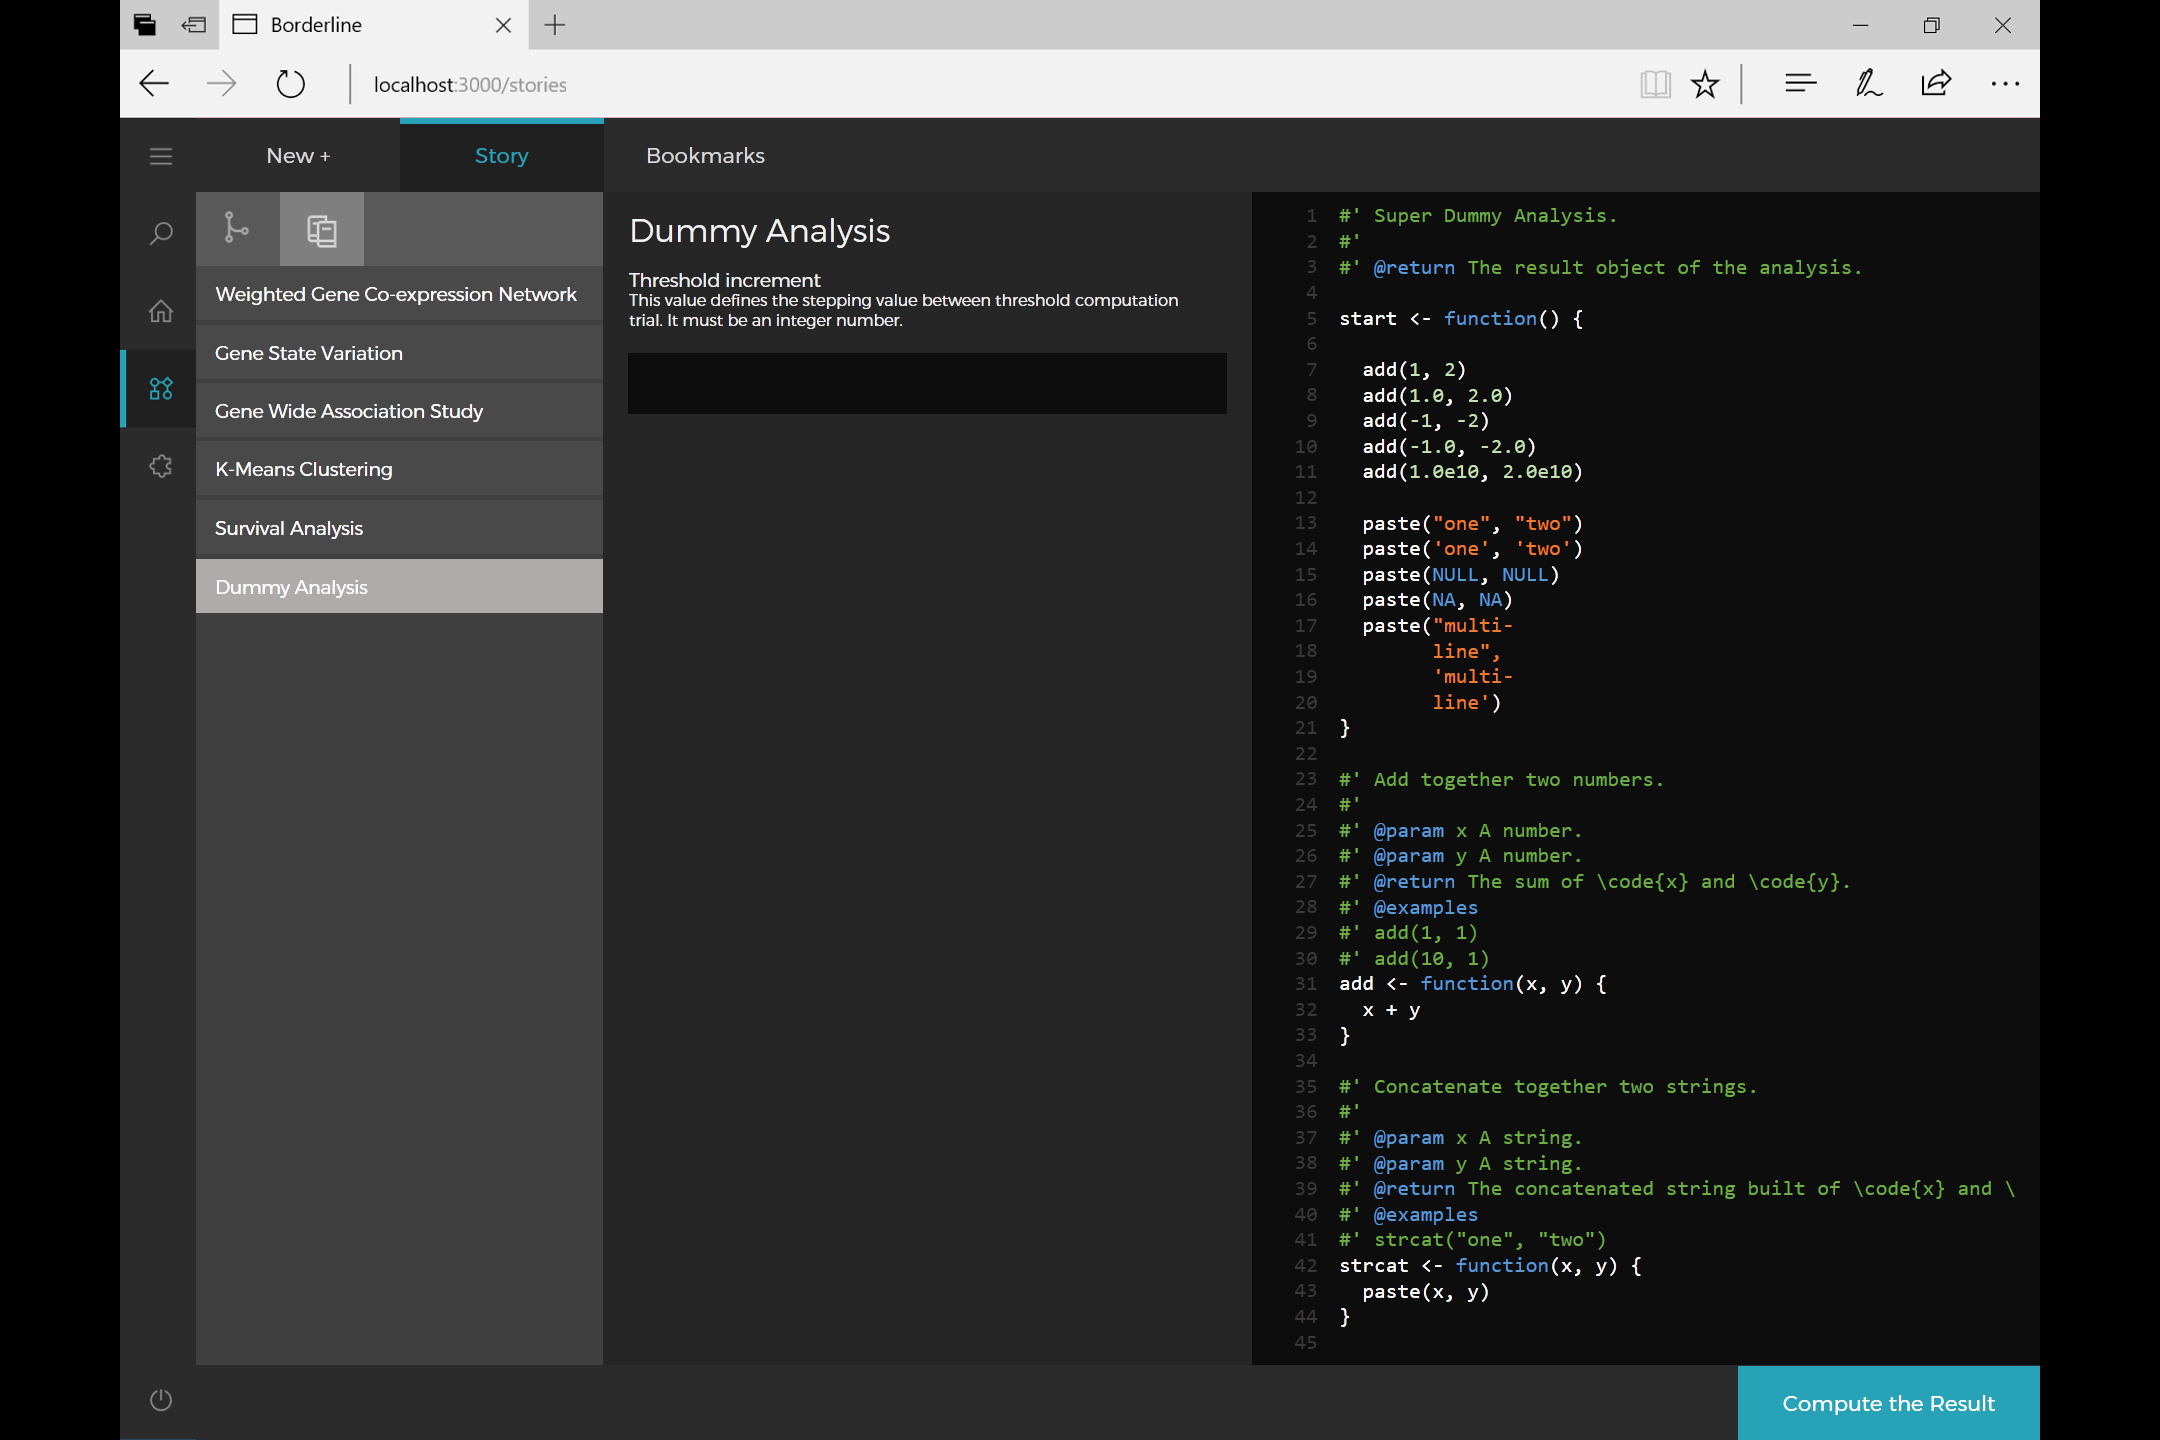 Borderline
localhost:3000/stories
New +
Story
Bookmarks
Weighted Gene Co-expression Network
Gene State Variation
Gene Wide Association Study
K-Means Clustering
Survival Analysis
Dummy Analysis
Dummy Analysis
Threshold increment
This value defines the stepping value between threshold computation
trial. It must be an integer number.
1 #' Super Dummy Analysis.
2 #'
3 #' @return The result object of the analysis.
4
5 start <- function() {
6
7   add(1, 2)
8   add(1.0, 2.0)
9   add(-1, -2)
10   add(-1.0, -2.0)
11   add(1.0e10, 2.0e10)
12
13   paste("one", "two")
14   paste('one', 'two')
15   paste(NULL, NULL)
16   paste(NA, NA)
17   paste("multi-
18         line",
19         'multi-
20         line')
21 }
22
23 #' Add together two numbers.
24 #'
25 #' @param x A number.
26 #' @param y A number.
27 #' @return The sum of \code{x} and \code{y}.
28 #' @examples
29 #' add(1, 1)
30 #' add(10, 1)
31 add <- function(x, y) {
32   x + y
33 }
34
35 #' Concatenate together two strings.
36 #'
37 #' @param x A string.
38 #' @param y A string.
39 #' @return The concatenated string built of \code{x} and \
40 #' @examples
41 #' strcat("one", "two")
42 strcat <- function(x, y) {
43   paste(x, y)
44 }
45
Compute the Result